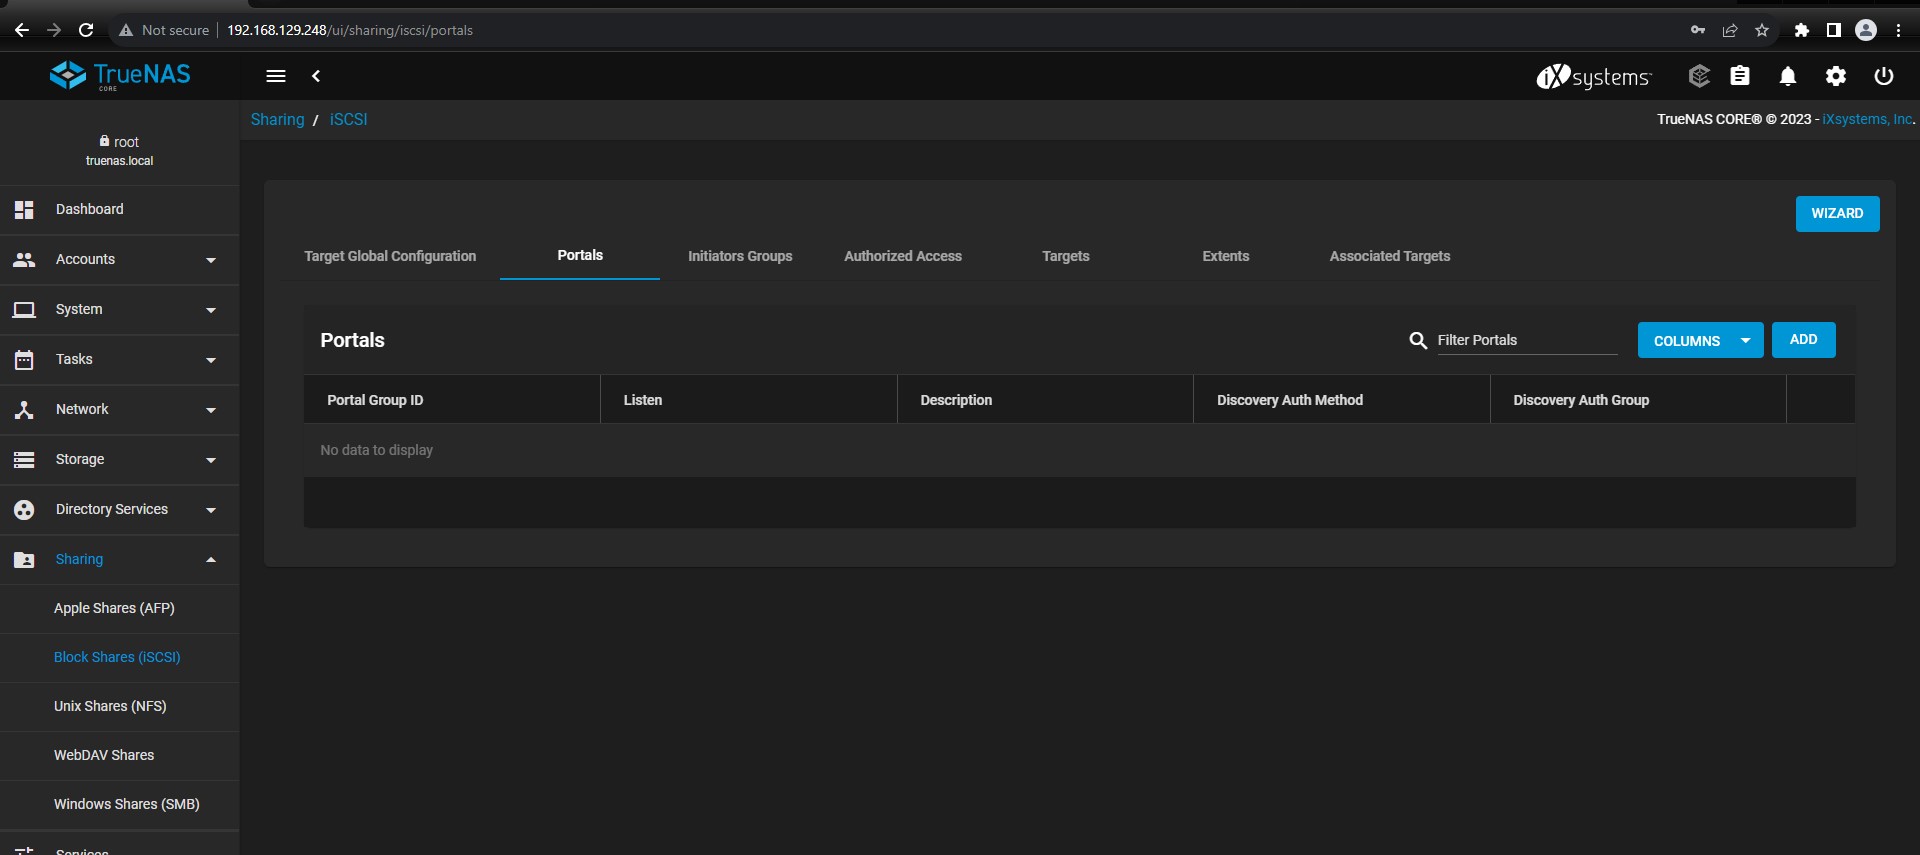 Not secure 192.168.129.248/ui/sharing/iscsi/portals
TrueNAS
CORE
iXsystems
Sharing / iSCSI
TrueNAS CORE® © 2023 - iXsystems, Inc.
root
truenas.local
WIZARD
Target Global Configuration Portals Initiators Groups Authorized Access Targets Extents Associated Targets
Portals
Filter Portals
COLUMNS
ADD
Portal Group ID Listen Description Discovery Auth Method Discovery Auth Group
No data to display
Dashboard
Accounts
System
Tasks
Network
Storage
Directory Services
Sharing
Apple Shares (AFP)
Block Shares (iSCSI)
Unix Shares (NFS)
WebDAV Shares
Windows Shares (SMB)
Services